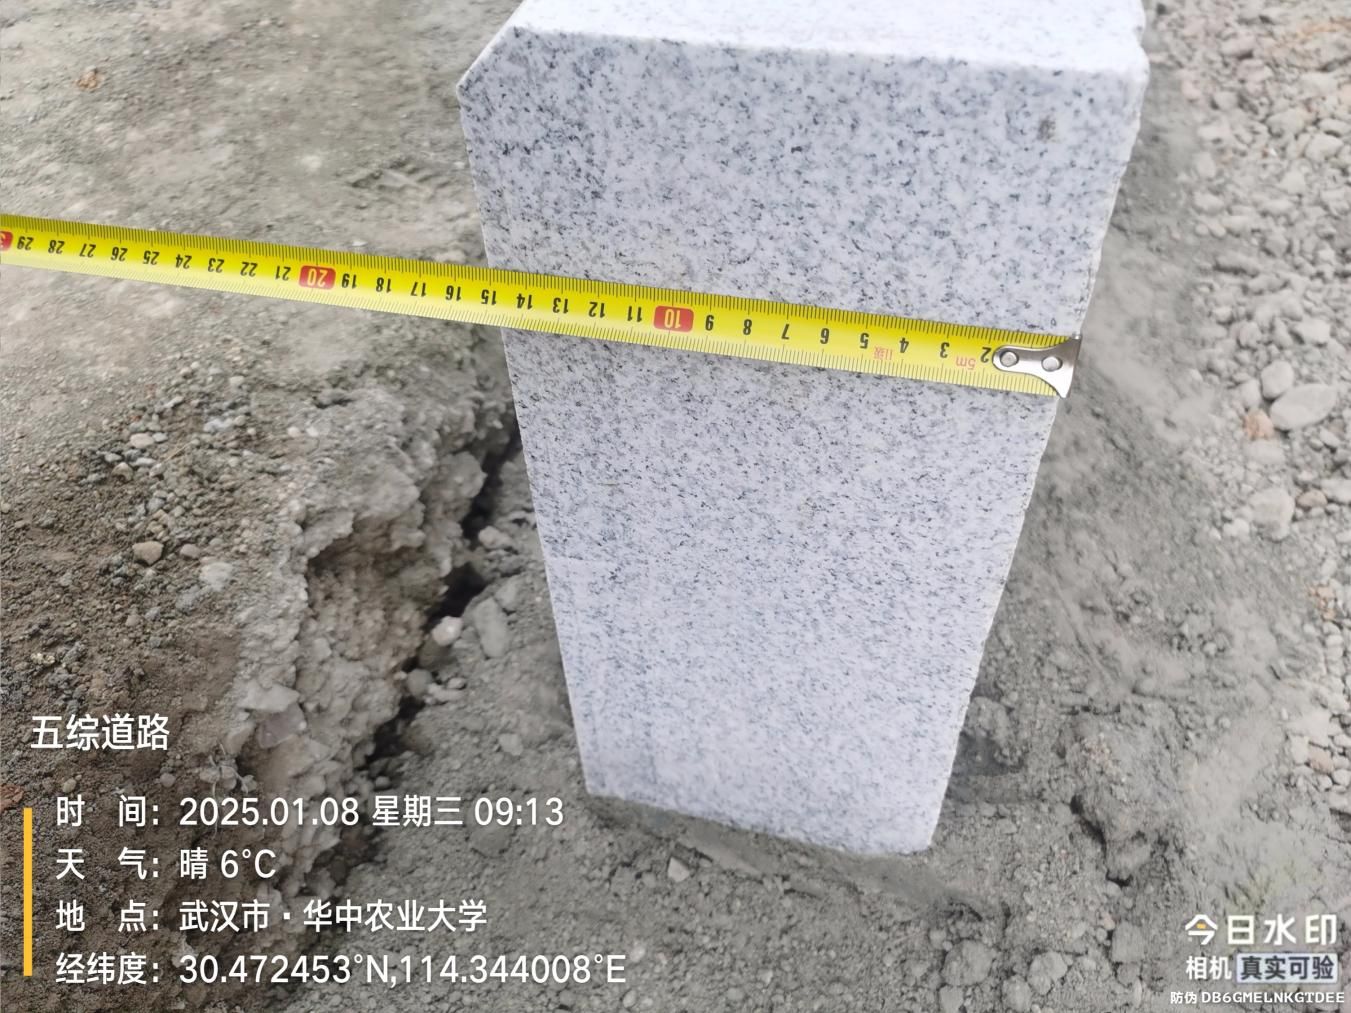 29 28 27 26 25 24 23 22 21 20 19 18 17 16 15 14 13 12 11 10 9 8 7 6 5 4 3 2
5m II级
五综道路
时 间：2025.01.08 星期三 09:13
天 气：晴 6°C
地 点：武汉市·华中农业大学
经纬度：30.472453°N,114.344008°E
今日水印
相机 真实可验
防伪 DB6GMELNKGTDEE